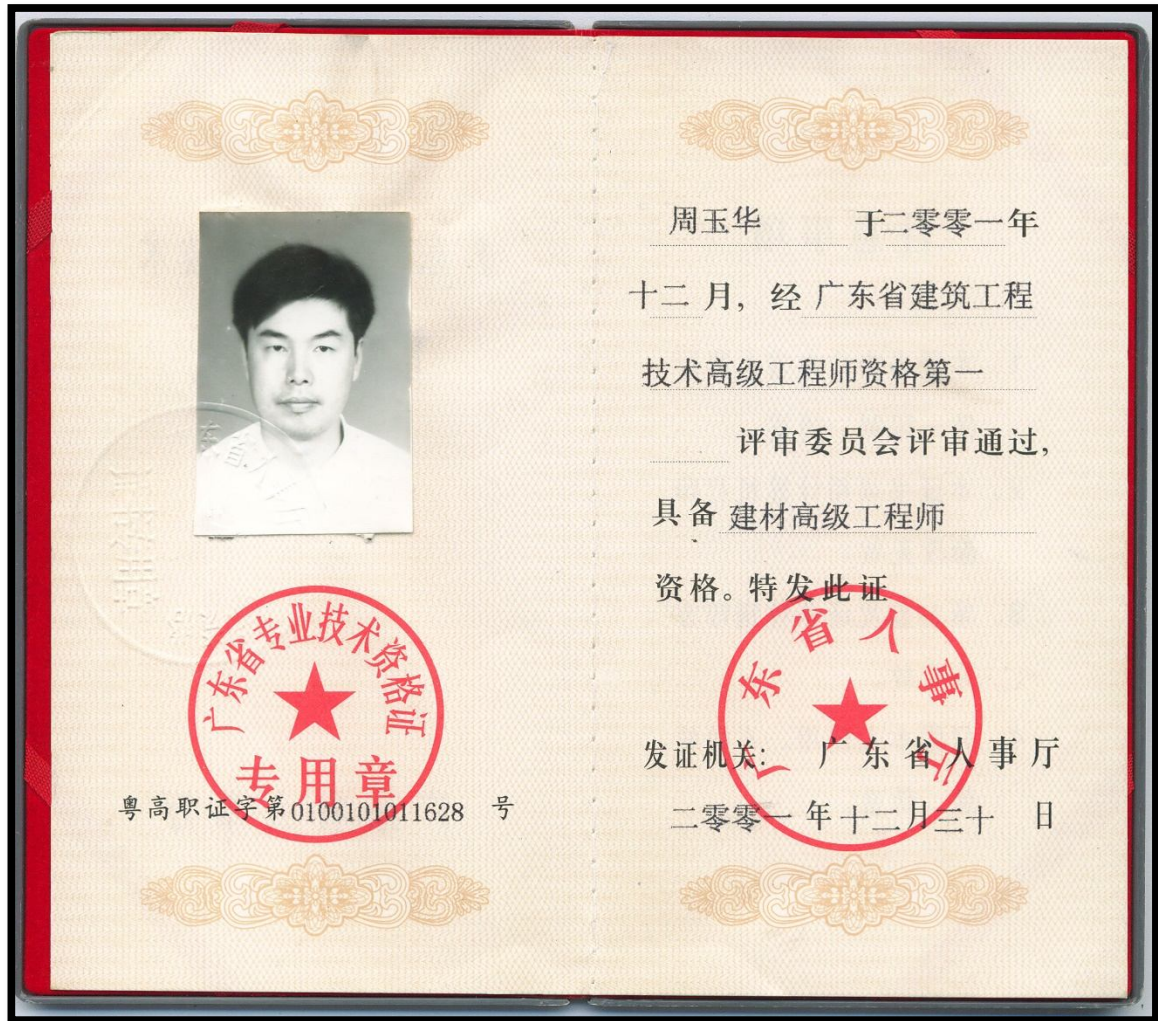 广东省专业技术资格证
专用章
粤高职证字第0100101011628 号
周玉华 于二零零一年
十二月，经广东省建筑工程
技术高级工程师资格第一
评审委员会评审通过，
具备 建材高级工程师
资格。特发此证
广东省人事厅
发证机关： 广东省人事厅
二零零一年十二月三十 日